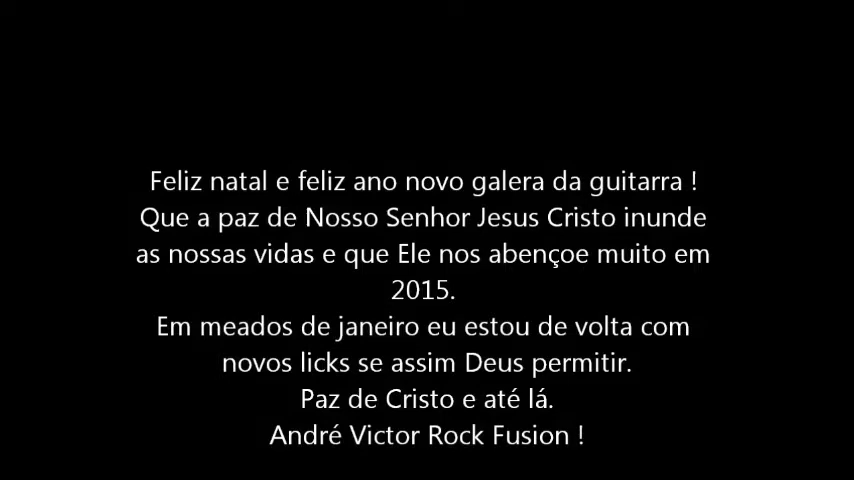 Feliz natal e feliz ano novo galera da guitarra !
Que a paz de Nosso Senhor Jesus Cristo inunde
as nossas vidas e que Ele nos abençoe muito em
2015.
Em meados de janeiro eu estou de volta com
novos licks se assim Deus permitir.
Paz de Cristo e até lá.
André Victor Rock Fusion !